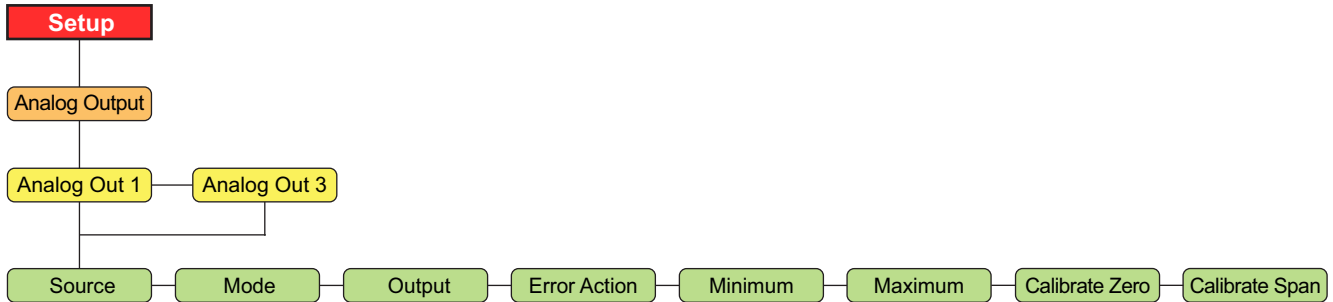 Setup
Analog Output
Analog Out 1
Analog Out 3
Source
Mode
Output
Error Action
Minimum
Maximum
Calibrate Zero
Calibrate Span